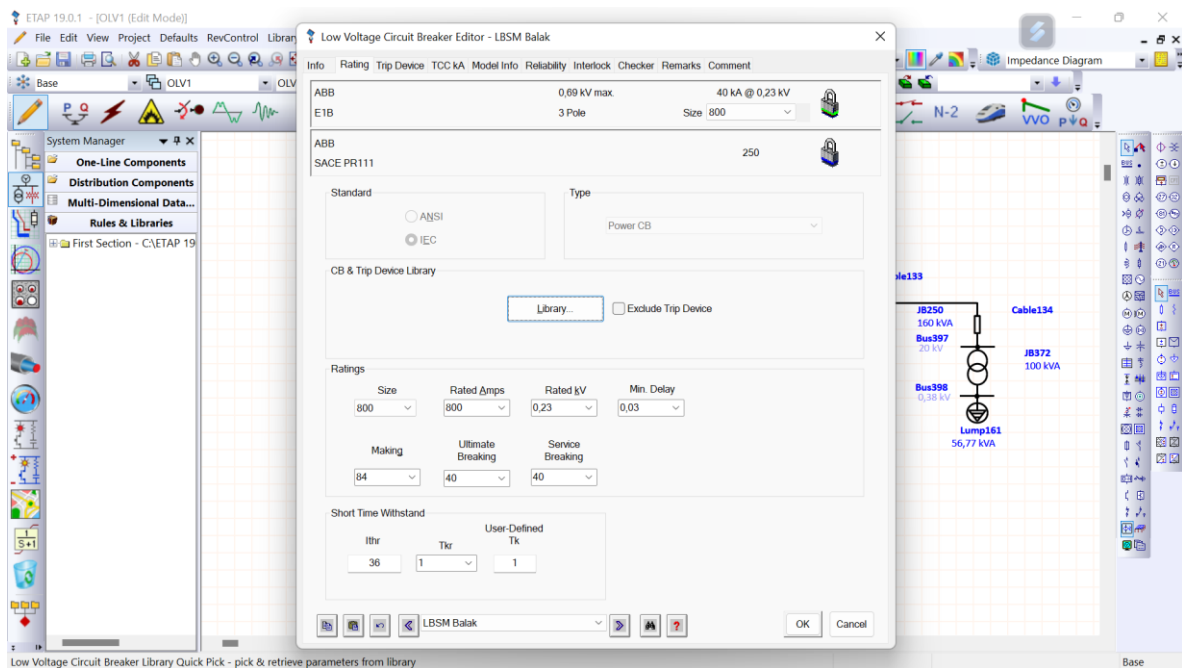 ETAP 19.0.1 - [OLV1 (Edit Mode)]
File Edit View Project Defaults RevControl Librar
Base OLV1 OLV
Impedance Diagram
N-2 VVO
System Manager
One-Line Components
Distribution Components
Multi-Dimensional Data...
Rules & Libraries
First Section - C:\ETAP 19
Low Voltage Circuit Breaker Editor - LBSM Balak
Info Rating Trip Device TCC kA Model Info Reliability Interlock Checker Remarks Comment
ABB 0,69 kV max. 40 kA @ 0,23 kV
E1B 3 Pole Size 800
ABB
250
SACE PR111
Standard Type
ANSI
Power CB
IEC
CB & Trip Device Library
Library... Exclude Trip Device
Ratings
Size Rated Amps Rated kV Min. Delay
800 800 0,23 0,03
Making Ultimate Breaking Service Breaking
84 40 40
Short Time Withstand
Ithr Tkr User-Defined Tk
36 1 1
LBSM Balak
? OK Cancel
ble133
JB250
160 kVA
Cable134
Bus397
20 kV
JB372
100 kVA
Bus398
0,38 kV
Lump161
56,77 kVA
Low Voltage Circuit Breaker Library Quick Pick - pick & retrieve parameters from library
Base